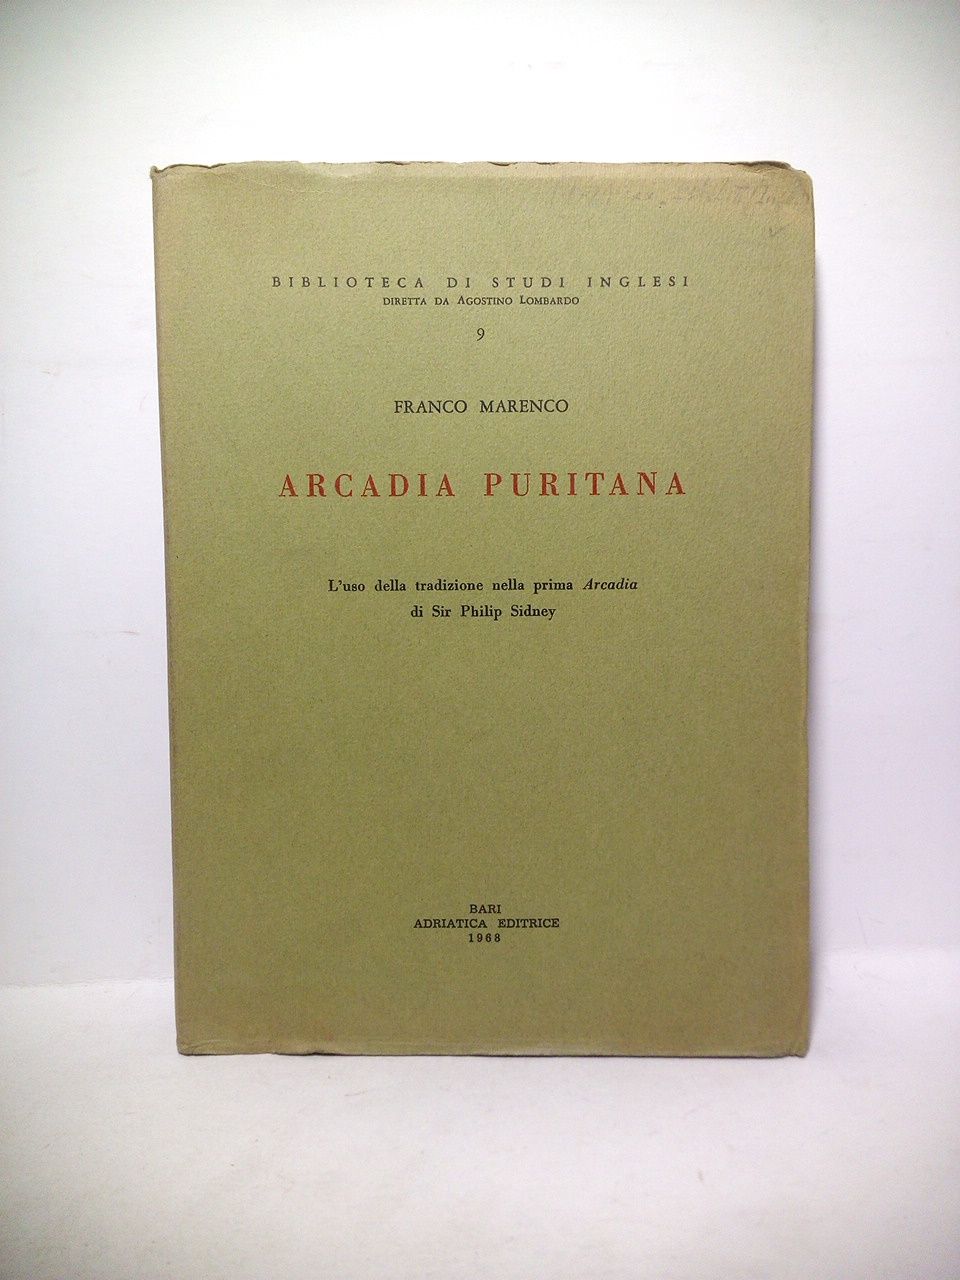 BIBLIOTECA DI STUDI INGLESI
DIRETTA DA AGOSTINO LOMBARDO
9
FRANCO MARENCO
ARCADIA PURITANA
L'uso della tradizione nella prima Arcadia
di Sir Philip Sidney
BARI
ADRIATICA EDITRICE
1968